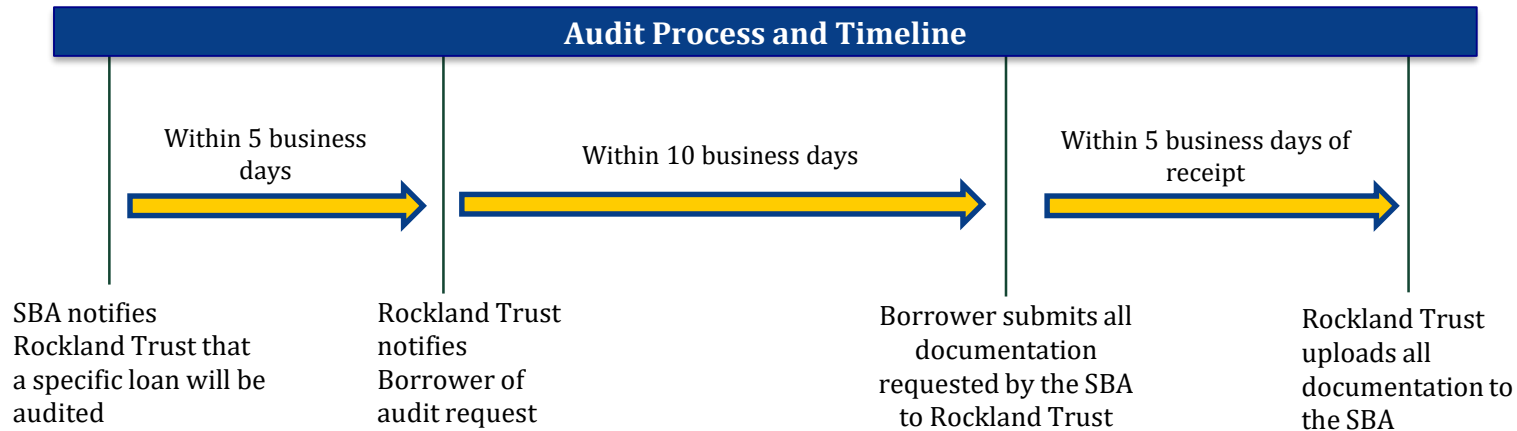 Audit Process and Timeline
Within 5 business
days
Within 10 business days
Within 5 business days of
receipt
SBA notifies
Rockland Trust that
a specific loan will be
audited
Rockland Trust
notifies
Borrower of
audit request
Borrower submits all
documentation
requested by the SBA
to Rockland Trust
Rockland Trust
uploads all
documentation to
the SBA